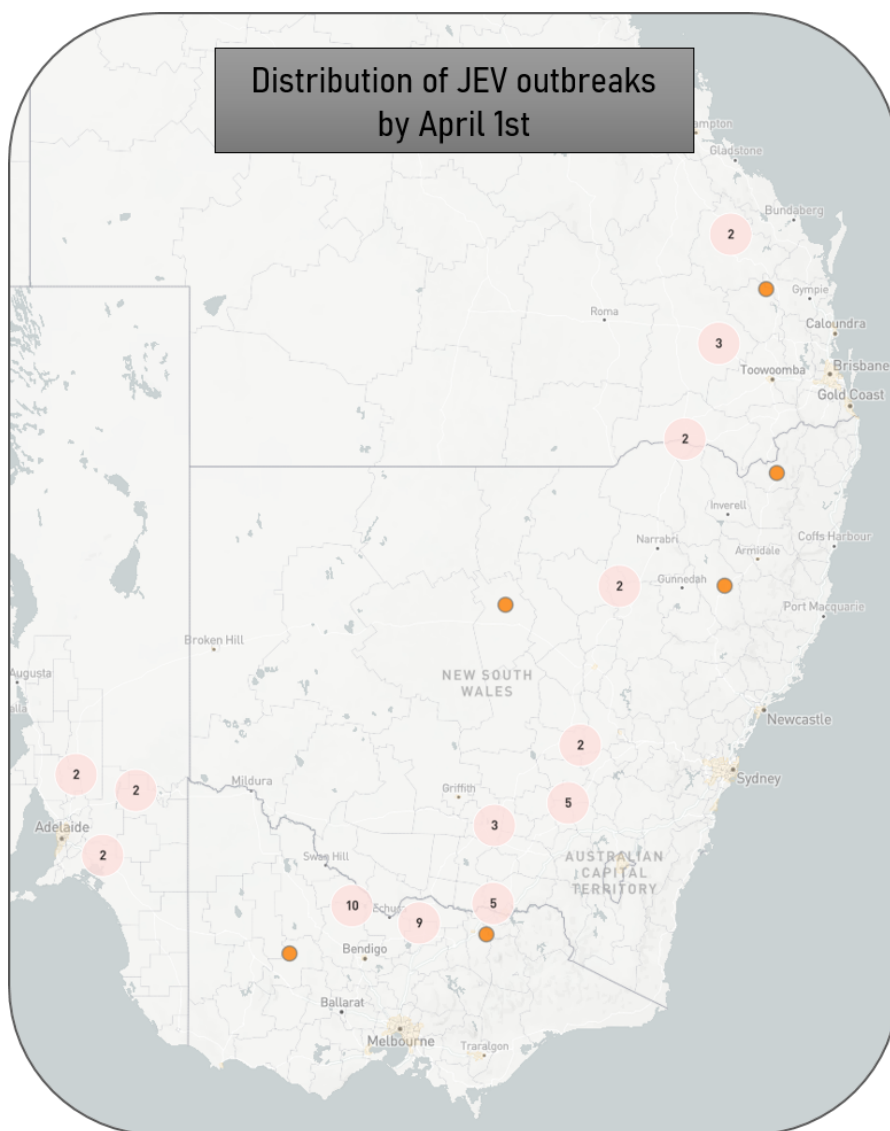 Distribution of JEV outbreaks
by April 1st
Gladstone
Bundaberg
2
Gympie
Roma
Caloundra
3
Toowoomba
Brisbane
Gold Coast
2
Inverell
Narrabri
Coffs Harbour
Armidale
2
Gunnedah
Port Macquarie
Broken Hill
NEW SOUTH
WALES
Augusta
Newcastle
2
2
Sydney
2
Mildura
Griffith
5
3
Adelaide
2
Swan Hill
AUSTRALIAN
CAPITAL
TERRITORY
10
5
9
Bendigo
Ballarat
Melbourne
Traralgon